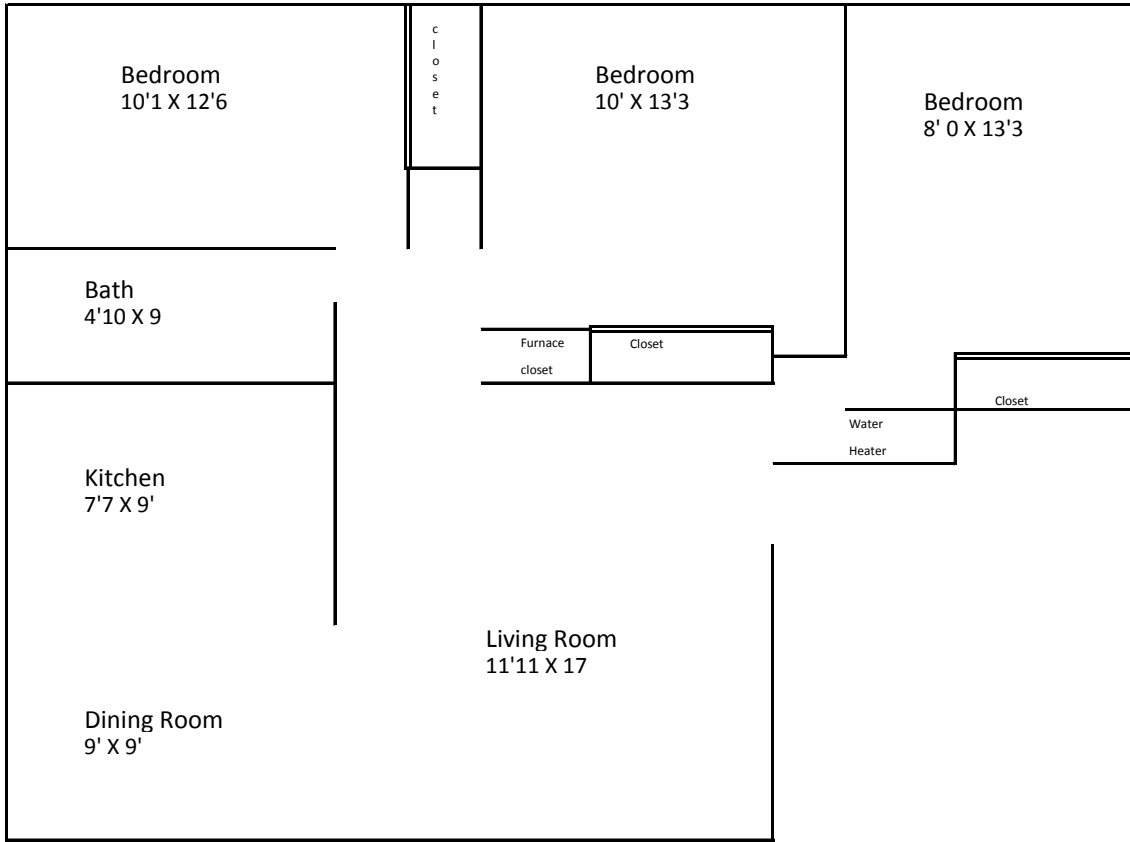 closet
Bedroom
10'1 X 12'6
Bedroom
10' X 13'3
Bedroom
8' 0 X 13'3
Bath
4'10 X 9
Furnace
closet
Closet
Closet
Water
Heater
Kitchen
7'7 X 9'
Living Room
11'11 X 17
Dining Room
9' X 9'